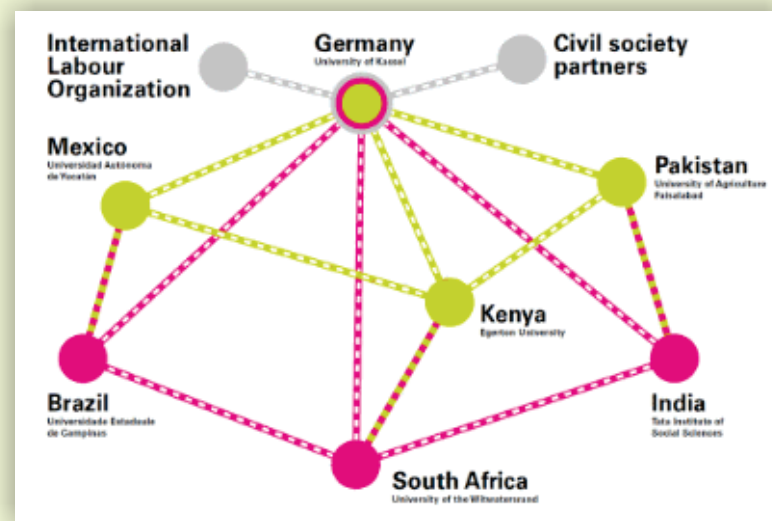 International
Labour
Organization
Germany
University of Kassel
Civil society
partners
Mexico
Universidad Autónoma
de Yucatán
Pakistan
University of Agriculture
Faisalabad
Kenya
Egerton University
Brazil
Universidade Estaduale
de Campinas
India
Tata Institute of
Social Sciences
South Africa
University of the Witwatersrand